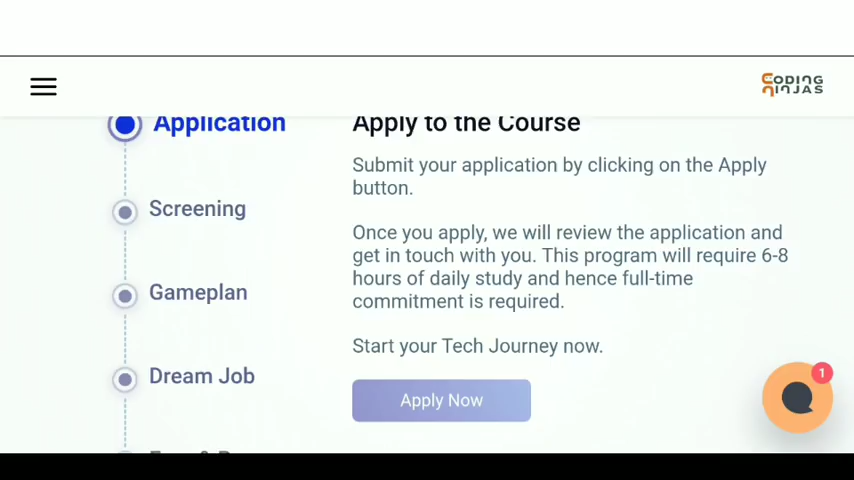 CODING
NINJAS
Application
Apply to the Course
Submit your application by clicking on the Apply
button.
Screening
Once you apply, we will review the application and
get in touch with you. This program will require 6-8
hours of daily study and hence full-time
commitment is required.
Gameplan
Start your Tech Journey now.
Dream Job
Apply Now
1